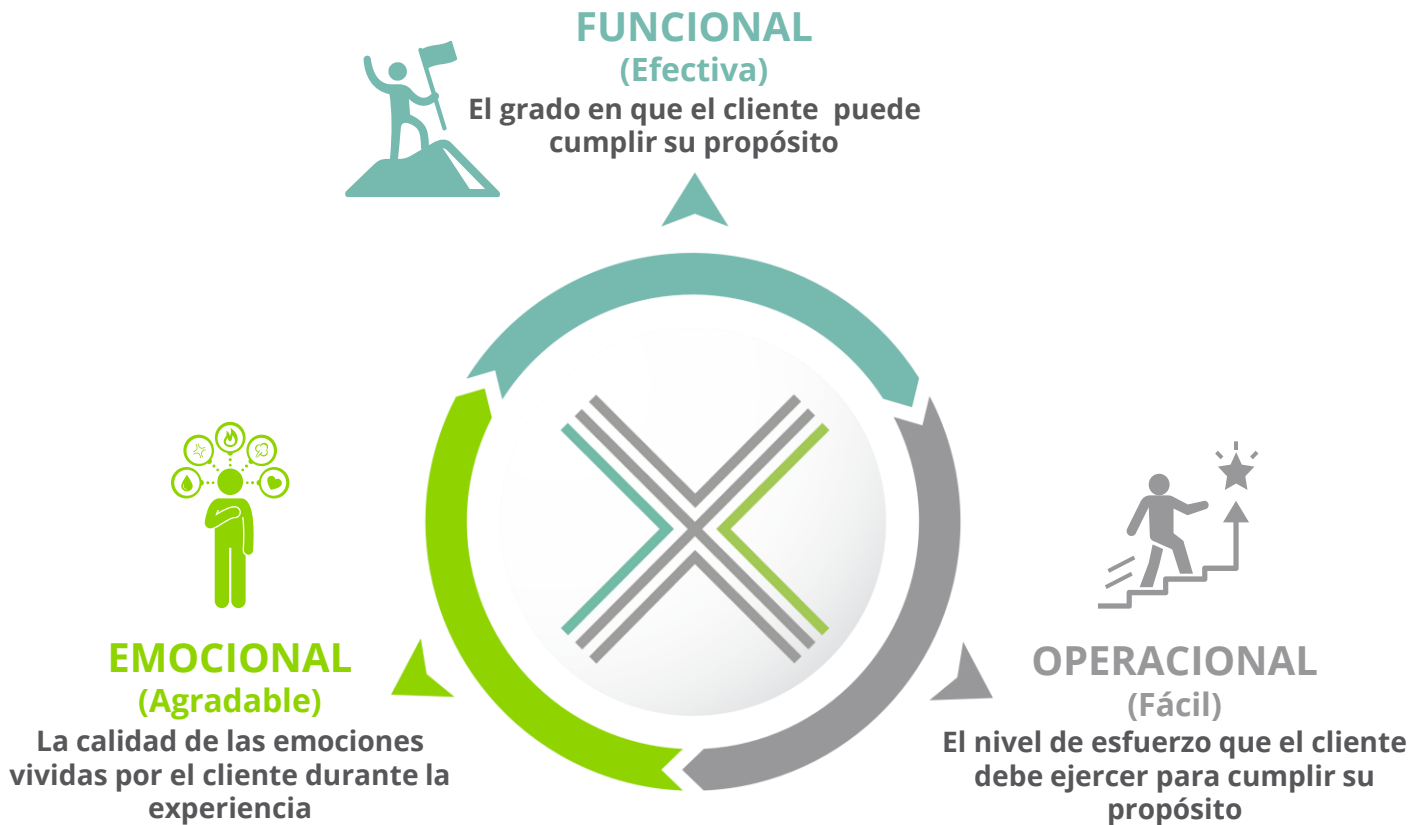 FUNCIONAL
(Efectiva)
El grado en que el cliente puede
cumplir su propósito
EMOCIONAL
(Agradable)
La calidad de las emociones
vividas por el cliente durante la
experiencia
OPERACIONAL
(Fácil)
El nivel de esfuerzo que el cliente
debe ejercer para cumplir su
propósito